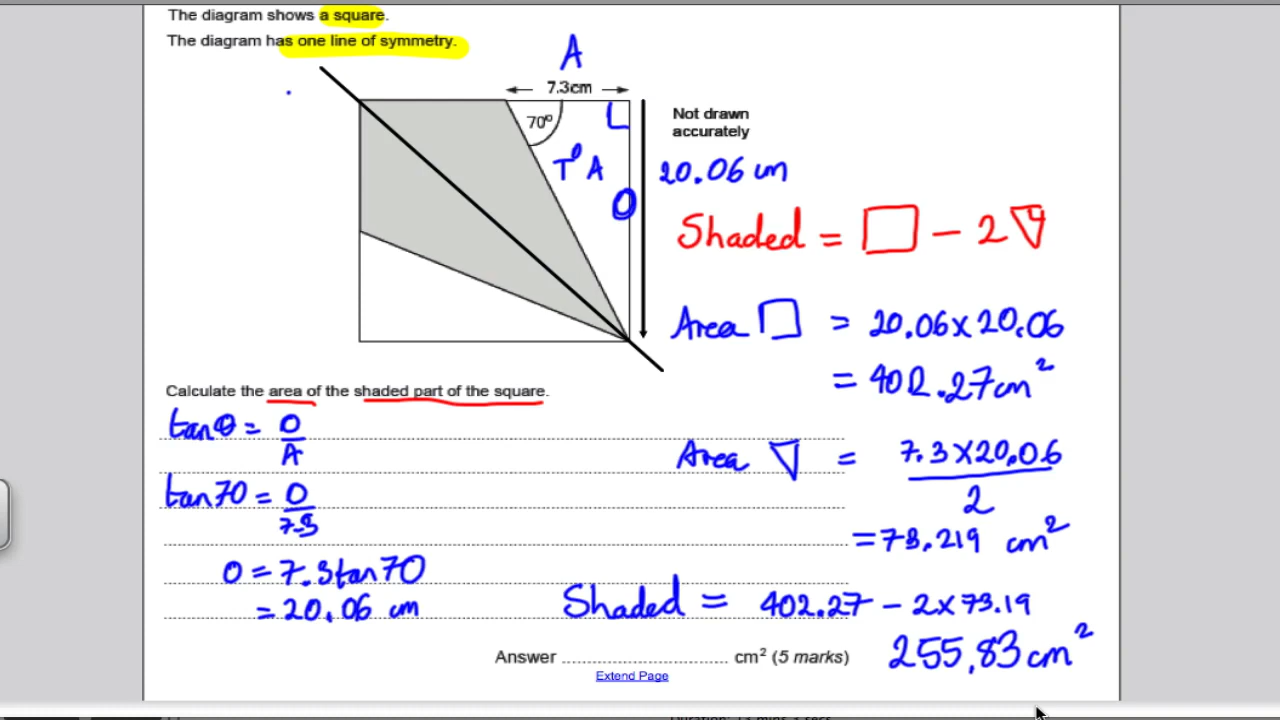 The diagram shows a square.
The diagram has one line of symmetry.
A
7.3cm
70º
Not drawn
accurately
T^O A
O
20.06 cm
Shaded = □ - 2▽
Area □ = 20.06 x 20.06
= 402.27cm²
Calculate the area of the shaded part of the square.
tanθ = O/A
tan70 = O/7.3
O = 7.3tan70
= 20.06 cm
Area ▽ = 7.3 x 20.06 / 2
= 73.219 cm²
Shaded = 402.27 - 2 x 73.19
255.83cm²
Answer ............................................ cm² (5 marks)
Extend Page